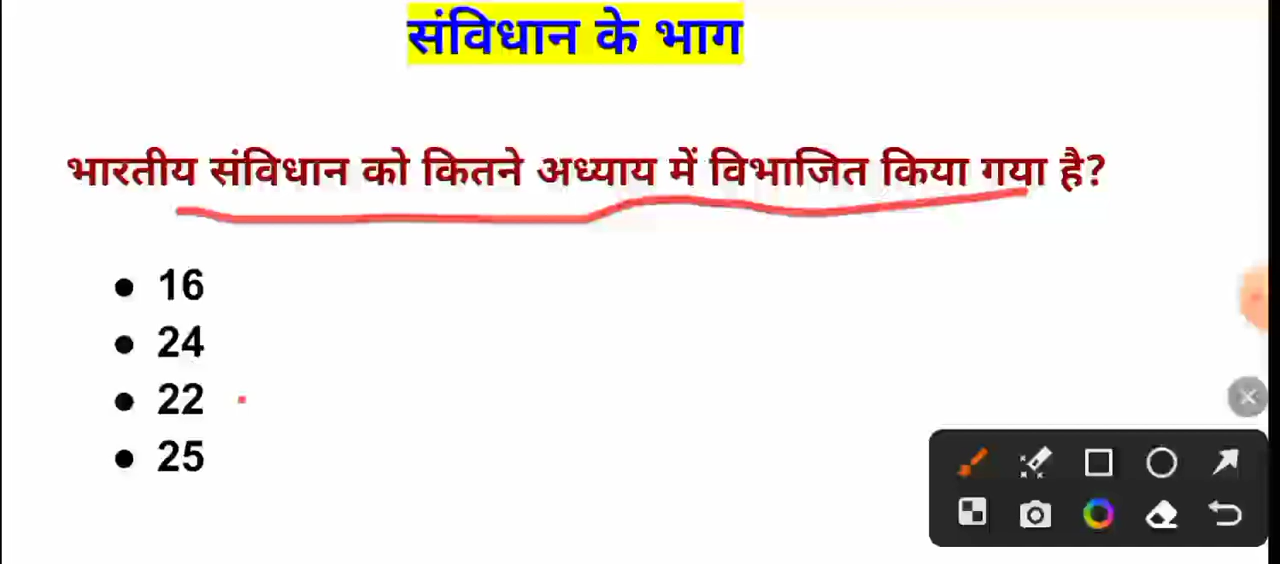 संविधान के भाग
भारतीय संविधान को कितने अध्याय में विभाजित किया गया है?
● 16
● 24
● 22
● 25